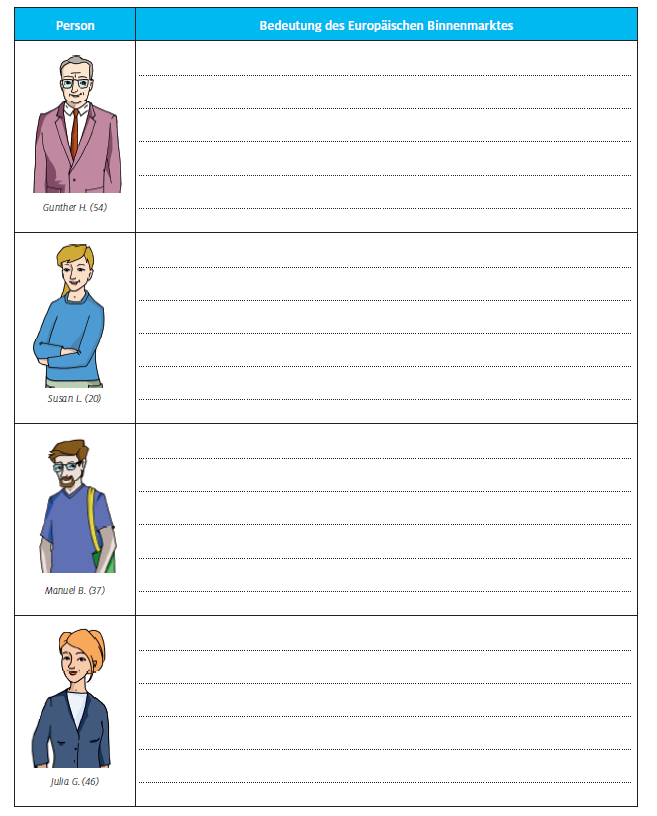 Person
Bedeutung des Europäischen Binnenmarktes
Gunther H. (54)
Susan L. (20)
Manuel B. (37)
Julia G. (46)